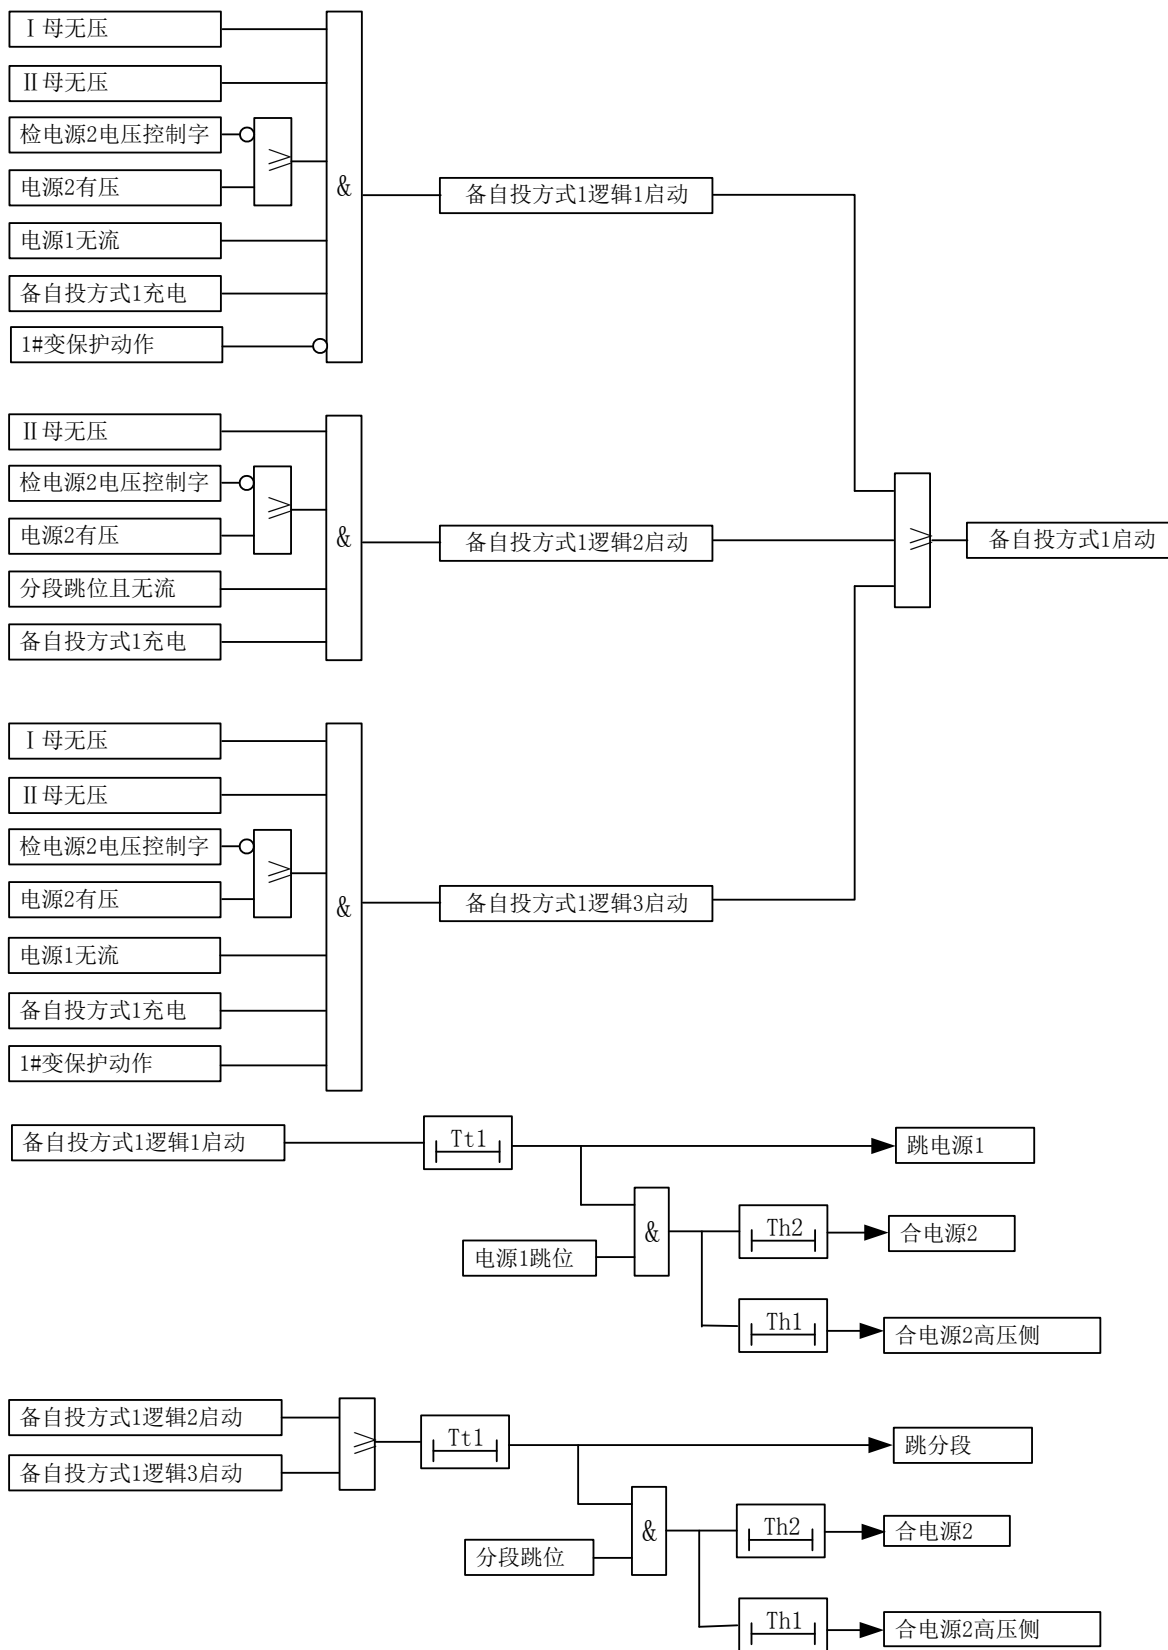 Ⅰ母无压
Ⅱ母无压
检电源2电压控制字
≥
电源2有压
&
备自投方式1逻辑1启动
电源1无流
备自投方式1充电
1#变保护动作
Ⅱ母无压
检电源2电压控制字
≥
电源2有压
&
备自投方式1逻辑2启动
≥
备自投方式1启动
分段跳位且无流
备自投方式1充电
Ⅰ母无压
Ⅱ母无压
检电源2电压控制字
≥
电源2有压
&
备自投方式1逻辑3启动
电源1无流
备自投方式1充电
1#变保护动作
备自投方式1逻辑1启动
Tt1
跳电源1
&
Th2
合电源2
电源1跳位
Th1
合电源2高压侧
备自投方式1逻辑2启动
≥
Tt1
跳分段
备自投方式1逻辑3启动
&
Th2
合电源2
分段跳位
Th1
合电源2高压侧